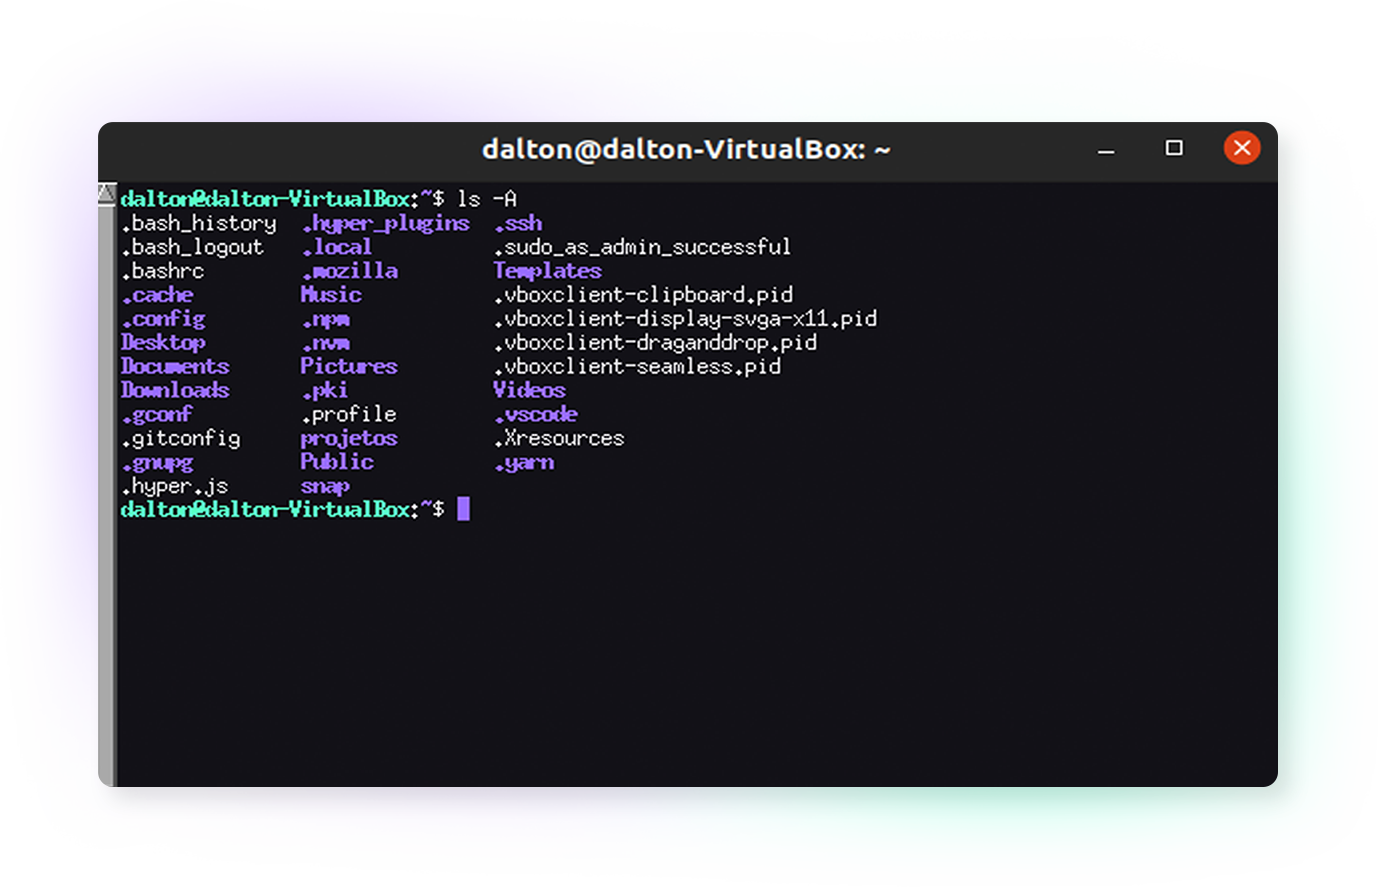 dalton@dalton-VirtualBox: ~
dalton@dalton-VirtualBox:~$ ls -A
.bash_history .hyper_plugins .ssh
.bash_logout .local .sudo_as_admin_successful
.bashrc .mozilla Templates
.cache Music .vboxclient-clipboard.pid
.config .npm .vboxclient-display-svga-x11.pid
Desktop .nvm .vboxclient-draganddrop.pid
Documents Pictures .vboxclient-seamless.pid
Downloads .pki Videos
.gconf .profile .vscode
.gitconfig projetos .Xresources
.gnupg Public .yarn
.hyper.js snap
dalton@dalton-VirtualBox:~$